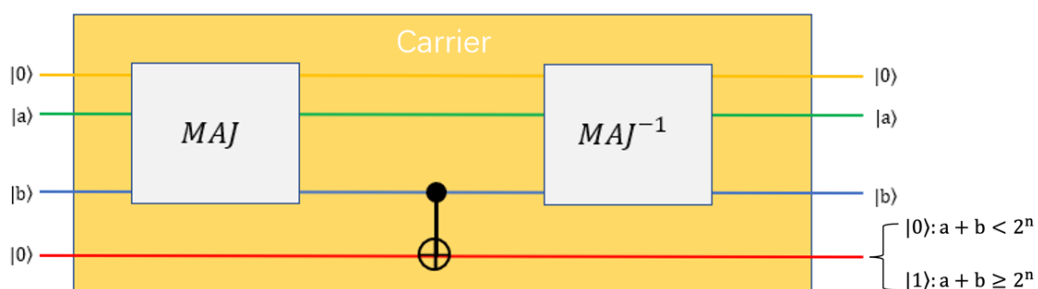 Carrier
|0⟩ |0⟩
|a⟩ MAJ MAJ⁻¹ |a⟩
|b⟩ |b⟩
|0⟩: a + b < 2ⁿ
|0⟩
|1⟩: a + b ≥ 2ⁿ